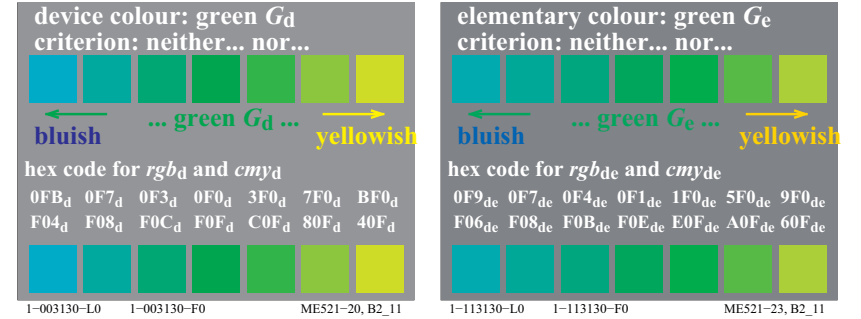 device colour: green Gd
criterion: neither... nor...
... green Gd ...
bluish
yellowish
hex code for rgbd and cmyd
0FBd 0F7d 0F3d 0F0d 3F0d 7F0d BF0d
F04d F08d F0Cd F0Fd C0Fd 80Fd 40Fd
1−003130−L0 1−003130−F0 ME521−20, B2_11
elementary colour: green Ge
criterion: neither... nor...
... green Ge ...
bluish
yellowish
hex code for rgbde and cmyde
0F9de 0F7de 0F4de 0F1de 1F0de 5F0de 9F0de
F06de F08de F0Bde F0Ede E0Fde A0Fde 60Fde
1−113130−L0 1−113130−F0 ME521−23, B2_11